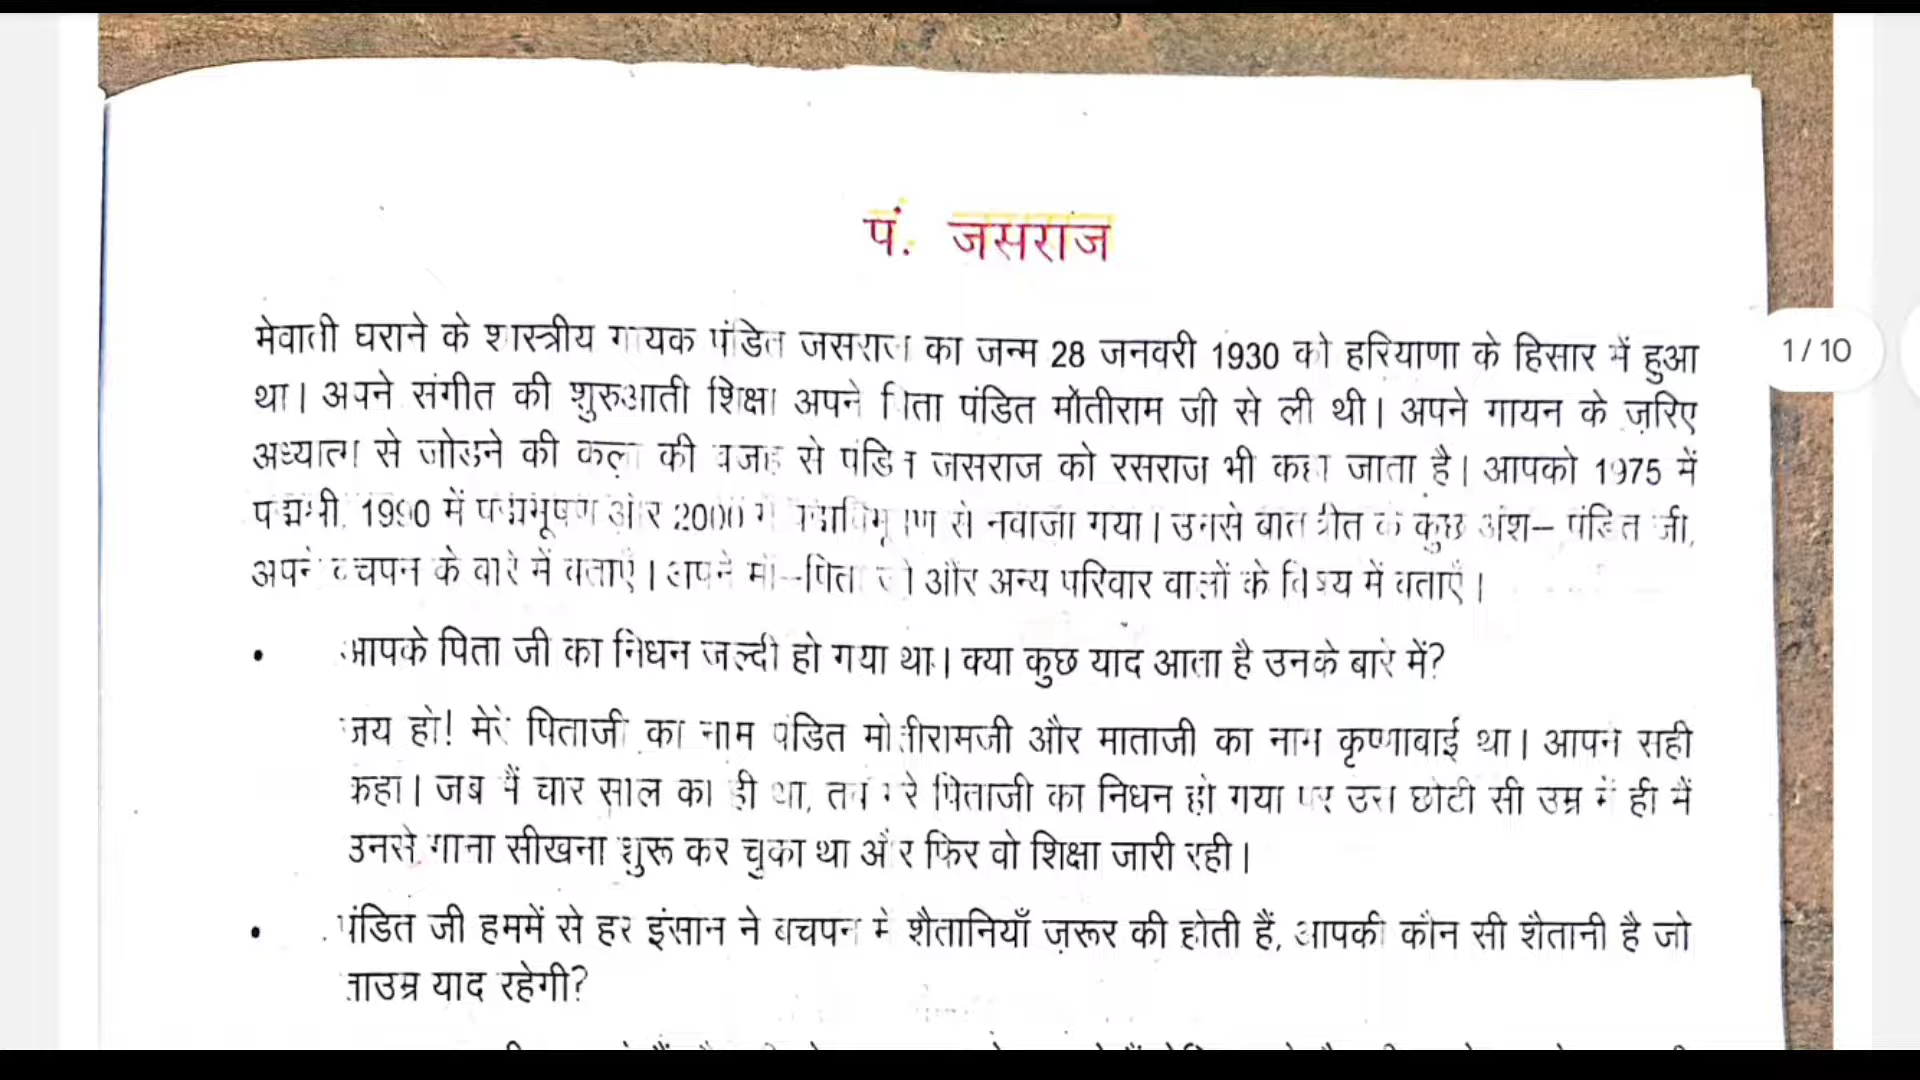 पं. जसराज
मेवाती घराने के शास्त्रीय गायक पंडित जसराज का जन्म 28 जनवरी 1930 को हरियाणा के हिसार में हुआ
1/10
था। अपने संगीत की शुरुआती शिक्षा अपने पिता पंडित मोतीराम जी से ली थी। अपने गायन के ज़रिए
अध्यात्म से जोडने की कला की वजह से पंडित जसराज को रसराज भी कहा जाता है। आपको 1975 में
पद्मश्री, 1990 में पद्मभूषण और 2000 में पद्मविभूषण से नवाजा गया। उनसे बातचीत के कुछ अंश– पंडित जी,
अपने बचपन के बारे में बताएँ। अपने माँ–पिता जी और अन्य परिवार वालों के विषय में बताएँ।
• आपके पिता जी का निधन जल्दी हो गया था। क्या कुछ याद आता है उनके बारे में?
जय हो! मेरे पिताजी का नाम पंडित मोतीरामजी और माताजी का नाम कृष्णाबाई था। आपने सही
कहा। जब मैं चार साल का ही था, तब मेरे पिताजी का निधन हो गया पर उस छोटी सी उम्र में ही मैं
उनसे गाना सीखना शुरू कर चुका था और फिर वो शिक्षा जारी रही।
• पंडित जी हममें से हर इंसान ने बचपन में शैतानियाँ ज़रूर की होती हैं, आपकी कौन सी शैतानी है जो
ताउम्र याद रहेगी?